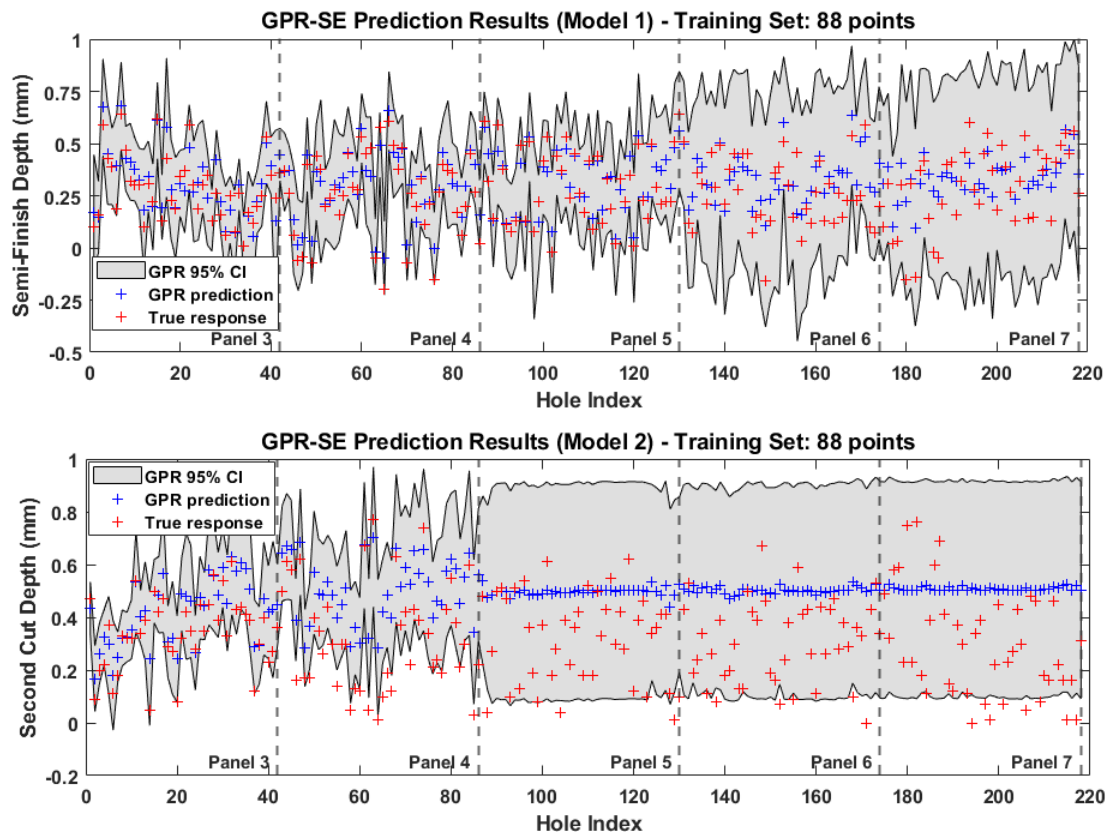 GPR-SE Prediction Results (Model 1) - Training Set: 88 points
1
0.75
0.5
0.25
0
-0.25
-0.5
Semi-Finish Depth (mm)
GPR 95% CI
GPR prediction
True response
Panel 3
Panel 4
Panel 5
Panel 6
Panel 7
0 20 40 60 80 100 120 140 160 180 200 220
Hole Index
GPR-SE Prediction Results (Model 2) - Training Set: 88 points
1
0.8
0.6
0.4
0.2
0
-0.2
Second Cut Depth (mm)
GPR 95% CI
GPR prediction
True response
Panel 3
Panel 4
Panel 5
Panel 6
Panel 7
0 20 40 60 80 100 120 140 160 180 200 220
Hole Index